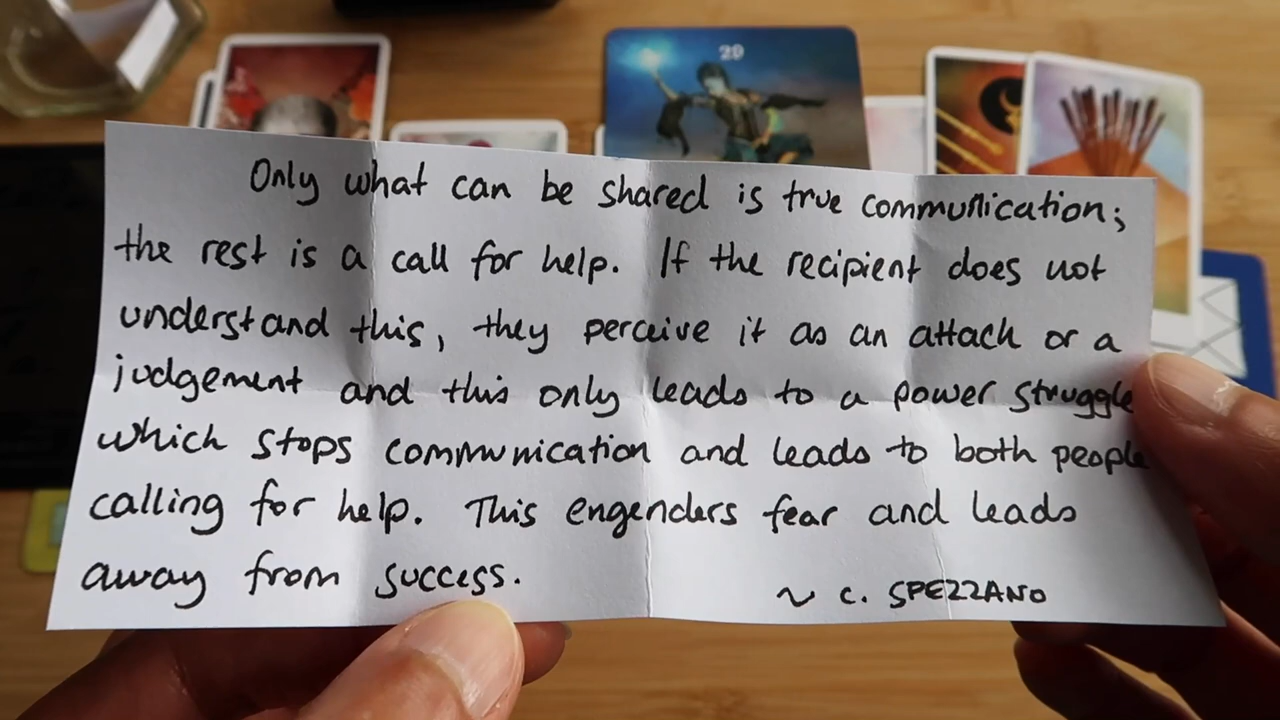 29
Only what can be shared is true communication;
the rest is a call for help. If the recipient does not
understand this, they perceive it as an attack or a
judgement and this only leads to a power struggle
which stops communication and leads to both people
calling for help. This engenders fear and leads
away from success.
~ C. SPEZZANO